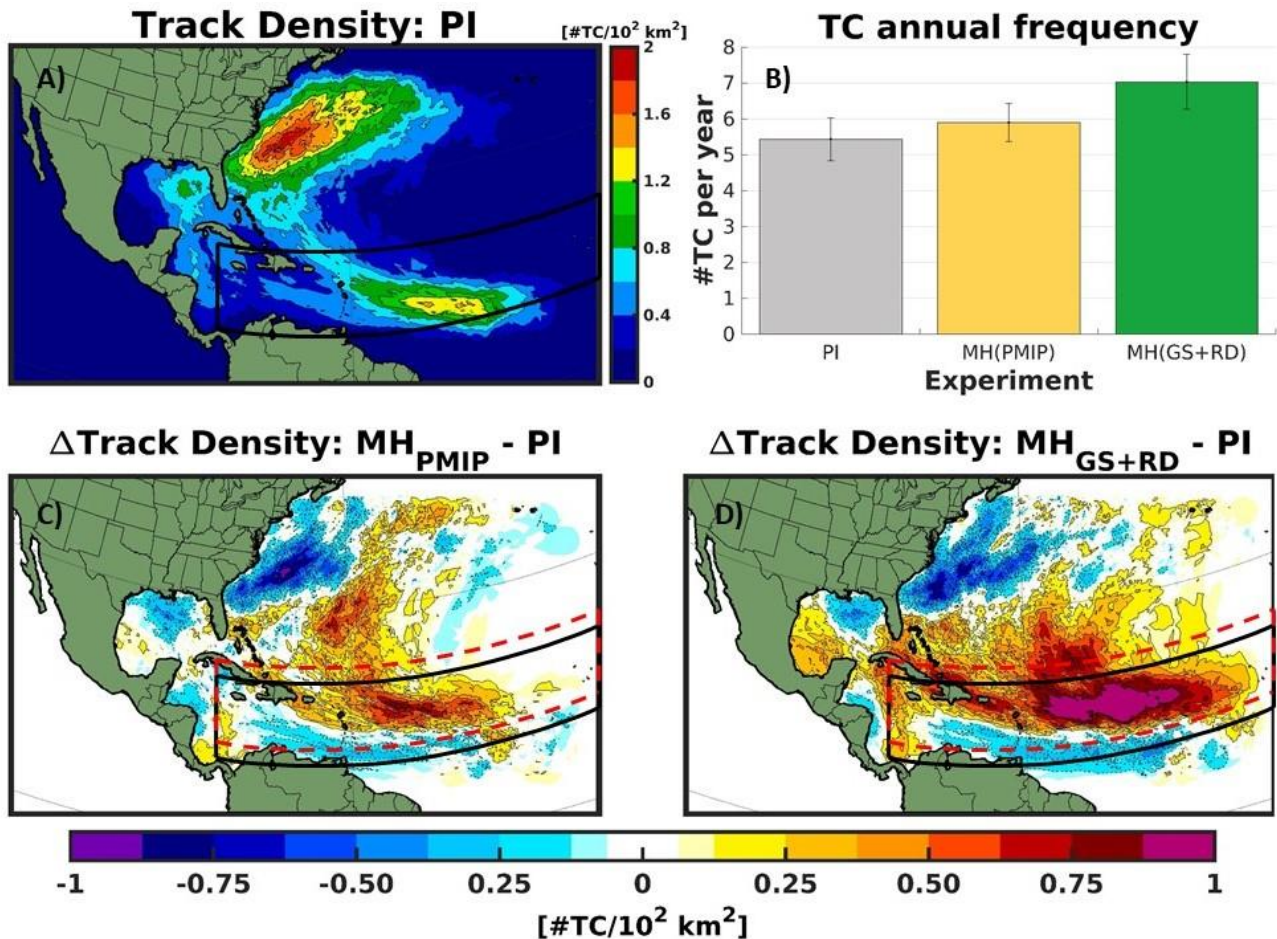 Track Density: PI
[#TC/10² km²]
A)
2
1.6
1.2
0.8
0.4
0
TC annual frequency
B)
#TC per year
8
7
6
5
4
3
2
1
0
PI MH(PMIP) MH(GS+RD)
Experiment
ΔTrack Density: MH_PMIP - PI
C)
ΔTrack Density: MH_GS+RD - PI
D)
-1 -0.75 -0.50 0.25 0 0.25 0.50 0.75 1
[#TC/10² km²]